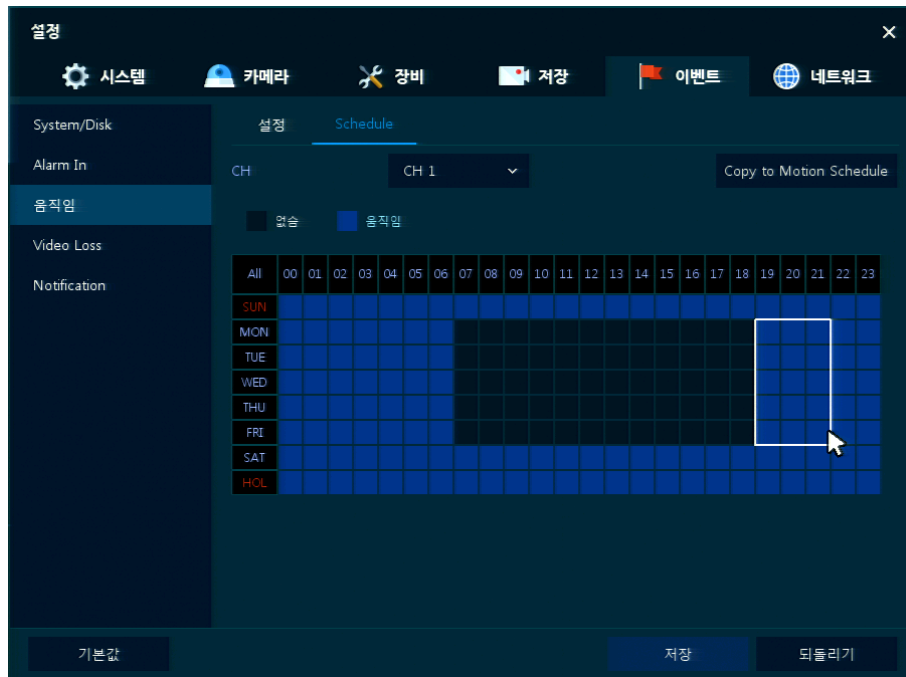 설정
시스템 카메라 장비 저장 이벤트 네트워크
System/Disk
Alarm In
움직임
Video Loss
Notification
설정 Schedule
CH CH 1 Copy to Motion Schedule
없음 움직임
All 00 01 02 03 04 05 06 07 08 09 10 11 12 13 14 15 16 17 18 19 20 21 22 23
SUN
MON
TUE
WED
THU
FRI
SAT
HOL
기본값 저장 되돌리기